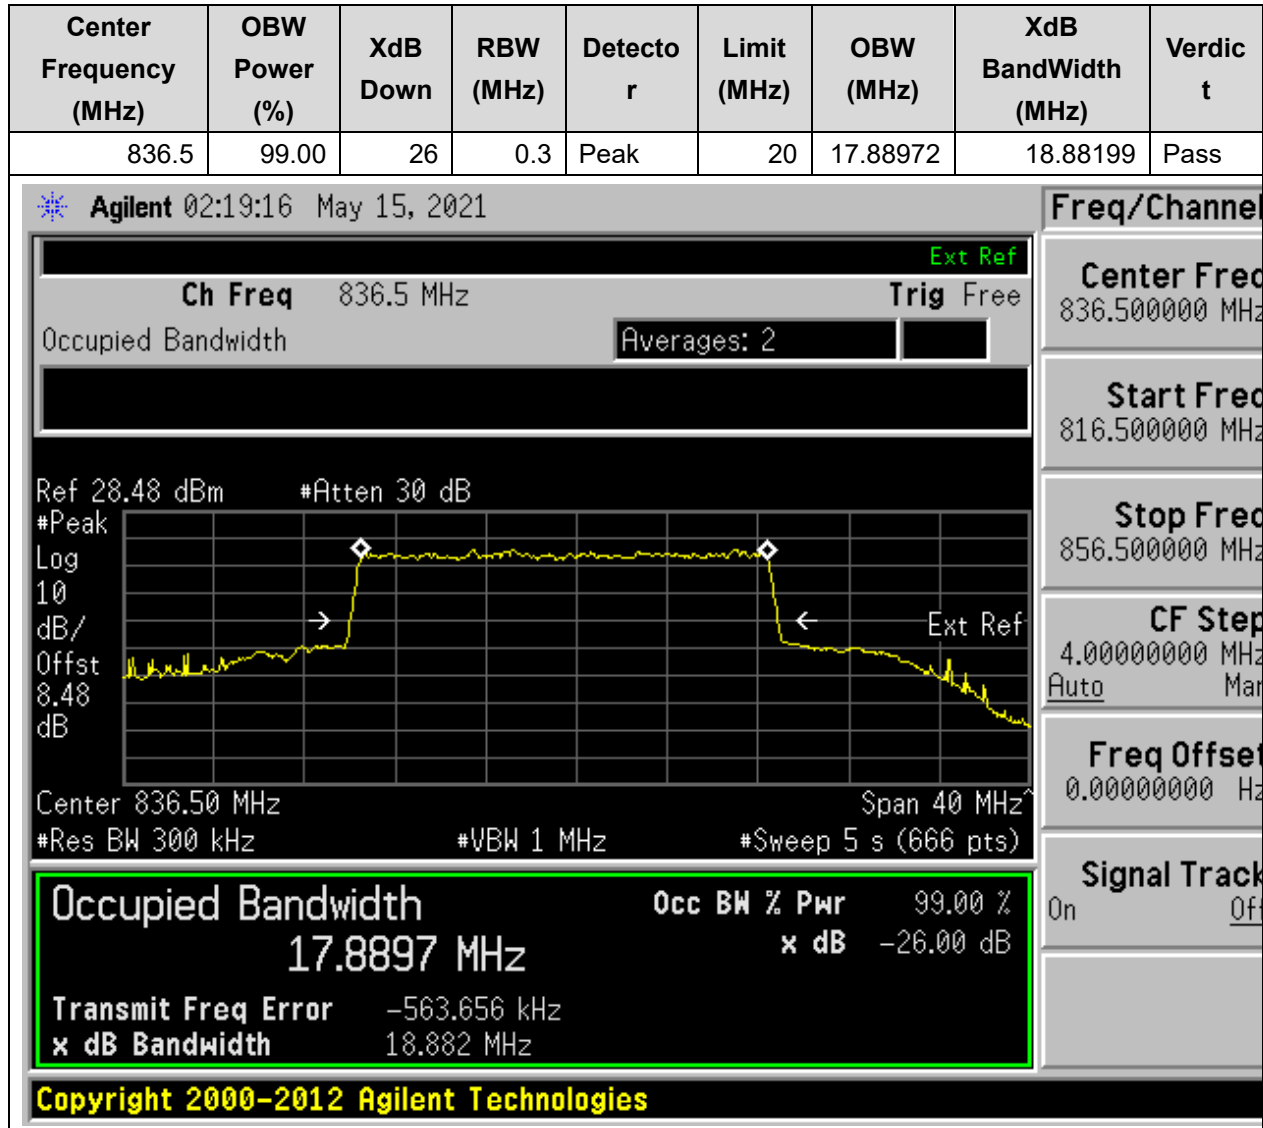 Center Frequency (MHz) OBW Power (%) XdB Down RBW (MHz) Detecto r Limit (MHz) OBW (MHz) XdB BandWidth (MHz) Verdic t
836.5 99.00 26 0.3 Peak 20 17.88972 18.88199 Pass
Agilent 02:19:16 May 15, 2021
Freq/Channel
Ext Ref
Ch Freq 836.5 MHz Trig Free
Occupied Bandwidth Averages: 2
Center Freq
836.500000 MHz
Start Freq
816.500000 MHz
Stop Freq
856.500000 MHz
CF Step
4.00000000 MHz
Auto Man
Freq Offset
0.00000000 Hz
Signal Track
On Off
Ref 28.48 dBm #Atten 30 dB
#Peak
Log
10
dB/
Offst
8.48
dB
Ext Ref
Center 836.50 MHz Span 40 MHz^
#Res BW 300 kHz #VBW 1 MHz #Sweep 5 s (666 pts)
Occupied Bandwidth
17.8897 MHz
Occ BW % Pwr 99.00 %
x dB -26.00 dB
Transmit Freq Error -563.656 kHz
x dB Bandwidth 18.882 MHz
Copyright 2000-2012 Agilent Technologies